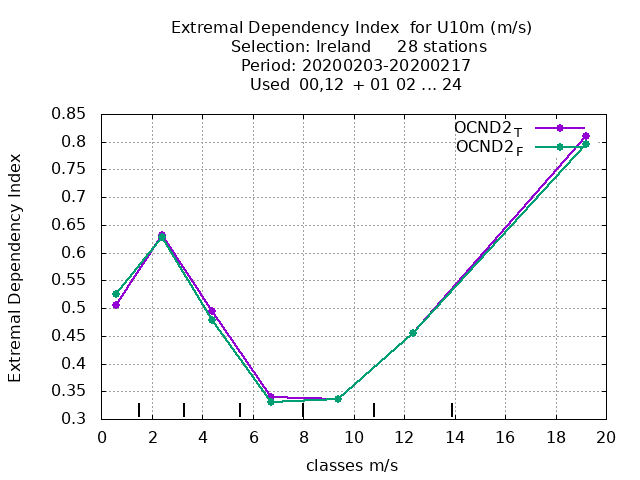 Extremal Dependency Index  for U10m (m/s)
Selection: Ireland     28 stations
Period: 20200203-20200217
Used  00,12  + 01 02 ... 24
OCND2T
OCND2F
Extremal Dependency Index
0.85
0.8
0.75
0.7
0.65
0.6
0.55
0.5
0.45
0.4
0.35
0.3
0 2 4 6 8 10 12 14 16 18 20
classes m/s